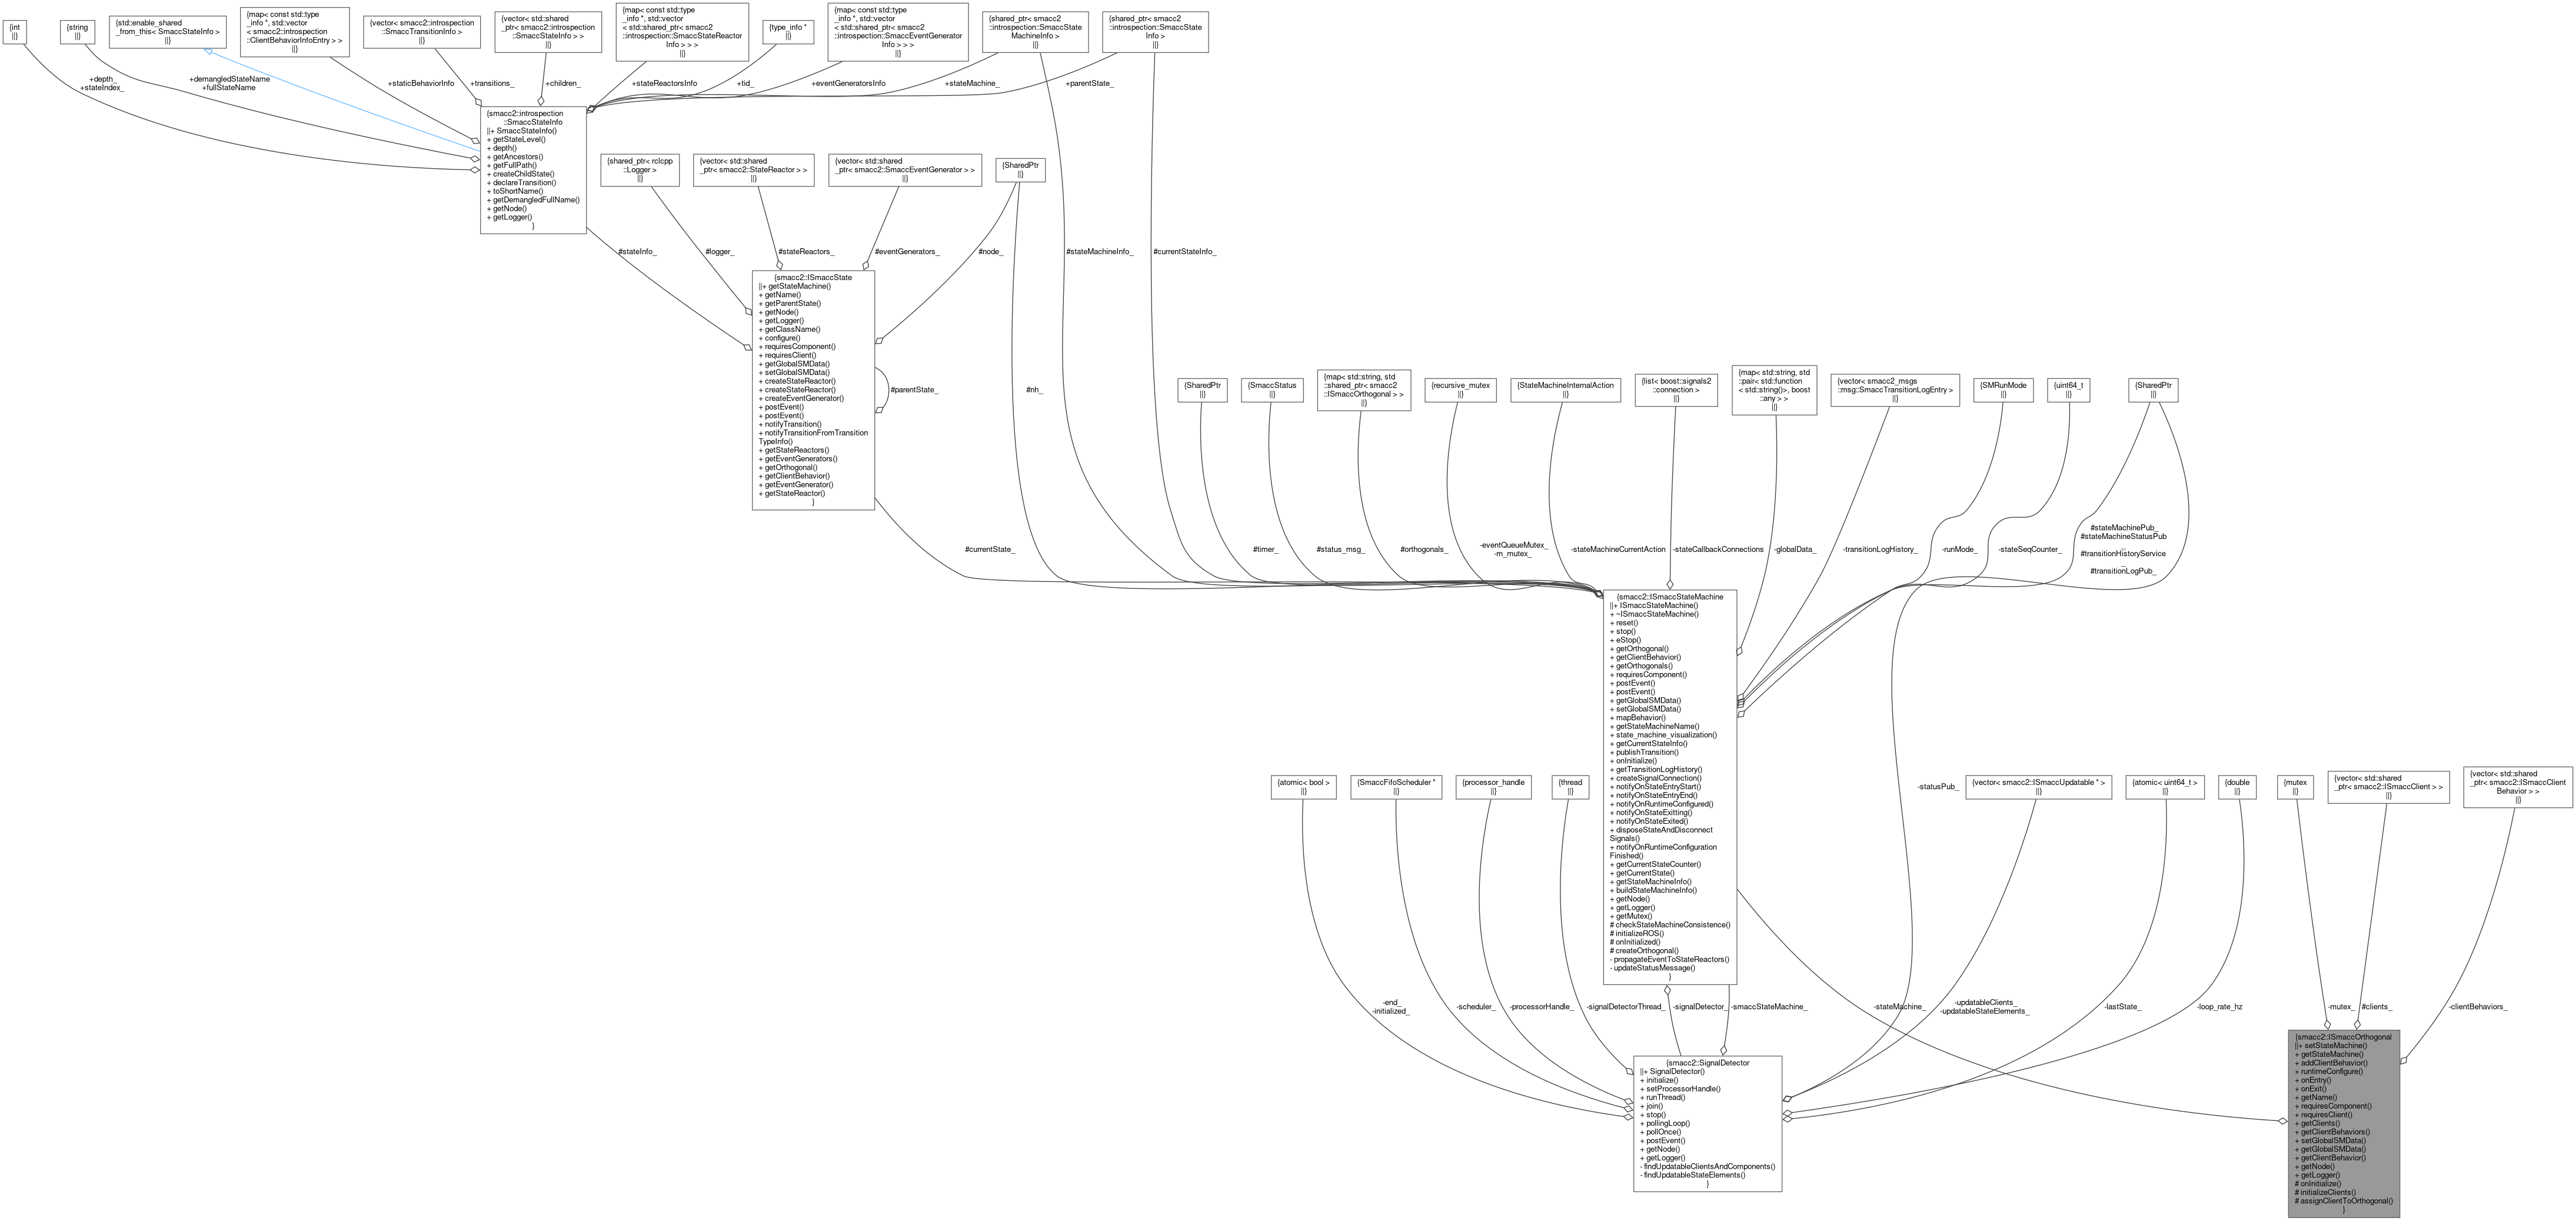 {int
||}
{string
||}
{std::enable_shared
_from_this< SmaccStateInfo >
||}
{map< const std::type
_info *, std::vector
< smacc2::introspection
::ClientBehaviorInfoEntry > >
||}
{vector< smacc2::introspection
::SmaccTransitionInfo >
||}
{vector< std::shared
_ptr< smacc2::introspection
::SmaccStateInfo > >
||}
{map< const std::type
_info *, std::vector
< std::shared_ptr< smacc2
::introspection::SmaccStateReactor
Info > > >
||}
{type_info *
||}
{map< const std::type
_info *, std::vector
< std::shared_ptr< smacc2
::introspection::SmaccEventGenerator
Info > > >
||}
{shared_ptr< smacc2
::introspection::SmaccState
MachineInfo >
||}
{shared_ptr< smacc2
::introspection::SmaccState
Info >
||}
+depth_
+stateIndex_
+demangledStateName
+fullStateName
+staticBehaviorInfo
+transitions_
+children_
+stateReactorsInfo
+tid_
+eventGeneratorsInfo
+stateMachine_
+parentState_
{smacc2::introspection
::SmaccStateInfo
||+ SmaccStateInfo()
+ getStateLevel()
+ depth()
+ getAncestors()
+ getFullPath()
+ createChildState()
+ declareTransition()
+ toShortName()
+ getDemangledFullName()
+ getNode()
+ getLogger()
}
{shared_ptr< rclcpp
::Logger >
||}
{vector< std::shared
_ptr< smacc2::StateReactor > >
||}
{vector< std::shared
_ptr< smacc2::SmaccEventGenerator > >
||}
{SharedPtr
||}
#stateInfo_
#logger_
#stateReactors_
#eventGenerators_
#node_
#stateMachineInfo_
#currentStateInfo_
{smacc2::ISmaccState
||+ getStateMachine()
+ getName()
+ getParentState()
+ getNode()
+ getLogger()
+ getClassName()
+ configure()
+ requiresComponent()
+ requiresClient()
+ getGlobalSMData()
+ setGlobalSMData()
+ createStateReactor()
+ createStateReactor()
+ createEventGenerator()
+ postEvent()
+ postEvent()
+ notifyTransition()
+ notifyTransitionFromTransition
TypeInfo()
+ getStateReactors()
+ getEventGenerators()
+ getOrthogonal()
+ getClientBehavior()
+ getEventGenerator()
+ getStateReactor()
}
#parentState_
#nh_
{SharedPtr
||}
{SmaccStatus
||}
{map< std::string, std
::shared_ptr< smacc2
::ISmaccOrthogonal > >
||}
{recursive_mutex
||}
{StateMachineInternalAction
||}
{list< boost::signals2
::connection >
||}
{map< std::string, std
::pair< std::function
< std::string()>, boost
::any > >
||}
{vector< smacc2_msgs
::msg::SmaccTransitionLogEntry >
||}
{SMRunMode
||}
{uint64_t
||}
{SharedPtr
||}
#currentState_
#timer_
#status_msg_
#orthogonals_
-eventQueueMutex_
-m_mutex_
-stateMachineCurrentAction
-stateCallbackConnections
-globalData_
-transitionLogHistory_
-runMode_
-stateSeqCounter_
#stateMachinePub_
#stateMachineStatusPub
_
#transitionHistoryService
_
#transitionLogPub_
{smacc2::ISmaccStateMachine
||+ ISmaccStateMachine()
+ ~ISmaccStateMachine()
+ reset()
+ stop()
+ eStop()
+ getOrthogonal()
+ getClientBehavior()
+ getOrthogonals()
+ requiresComponent()
+ postEvent()
+ postEvent()
+ getGlobalSMData()
+ setGlobalSMData()
+ mapBehavior()
+ getStateMachineName()
+ state_machine_visualization()
+ getCurrentStateInfo()
+ publishTransition()
+ onInitialize()
+ getTransitionLogHistory()
+ createSignalConnection()
+ notifyOnStateEntryStart()
+ notifyOnStateEntryEnd()
+ notifyOnRuntimeConfigured()
+ notifyOnStateExitting()
+ notifyOnStateExited()
+ disposeStateAndDisconnect
Signals()
+ notifyOnRuntimeConfiguration
Finished()
+ getCurrentStateCounter()
+ getCurrentState()
+ getStateMachineInfo()
+ buildStateMachineInfo()
+ getNode()
+ getLogger()
+ getMutex()
# checkStateMachineConsistence()
# initializeROS()
# onInitialized()
# createOrthogonal()
- propagateEventToStateReactors()
- updateStatusMessage()
}
{atomic< bool >
||}
{SmaccFifoScheduler *
||}
{processor_handle
||}
{thread
||}
-statusPub_
{vector< smacc2::ISmaccUpdatable * >
||}
{atomic< uint64_t >
||}
{double
||}
{mutex
||}
{vector< std::shared
_ptr< smacc2::ISmaccClient > >
||}
{vector< std::shared
_ptr< smacc2::ISmaccClient
Behavior > >
||}
-end_
-initialized_
-scheduler_
-processorHandle_
-signalDetectorThread_
-signalDetector_
-smaccStateMachine_
-stateMachine_
-updatableClients_
-updatableStateElements_
-lastState_
-loop_rate_hz
-mutex_
#clients_
-clientBehaviors_
{smacc2::SignalDetector
||+ SignalDetector()
+ initialize()
+ setProcessorHandle()
+ runThread()
+ join()
+ stop()
+ pollingLoop()
+ pollOnce()
+ postEvent()
+ getNode()
+ getLogger()
- findUpdatableClientsAndComponents()
- findUpdatableStateElements()
}
{smacc2::ISmaccOrthogonal
||+ setStateMachine()
+ getStateMachine()
+ addClientBehavior()
+ runtimeConfigure()
+ onEntry()
+ onExit()
+ getName()
+ requiresComponent()
+ requiresClient()
+ getClients()
+ getClientBehaviors()
+ setGlobalSMData()
+ getGlobalSMData()
+ getClientBehavior()
+ getNode()
+ getLogger()
# onInitialize()
# initializeClients()
# assignClientToOrthogonal()
}